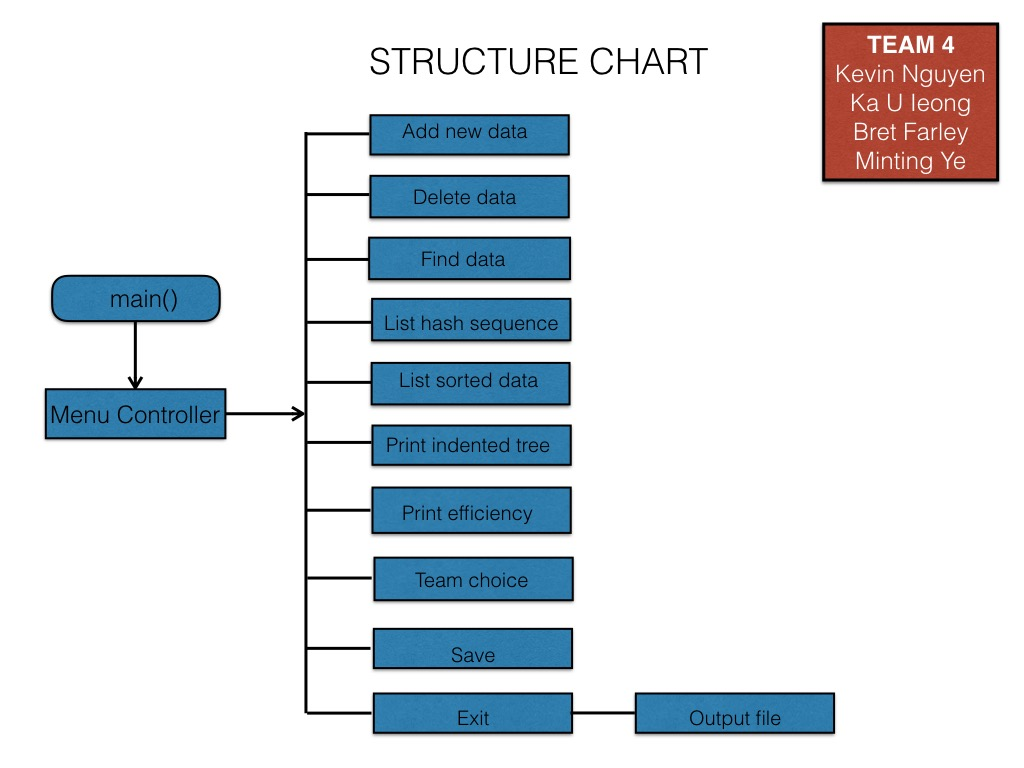 STRUCTURE CHART
TEAM 4
Kevin Nguyen
Ka U Ieong
Bret Farley
Minting Ye
main()
Menu Controller
Add new data
Delete data
Find data
List hash sequence
List sorted data
Print indented tree
Print efficiency
Team choice
Save
Exit
Output file